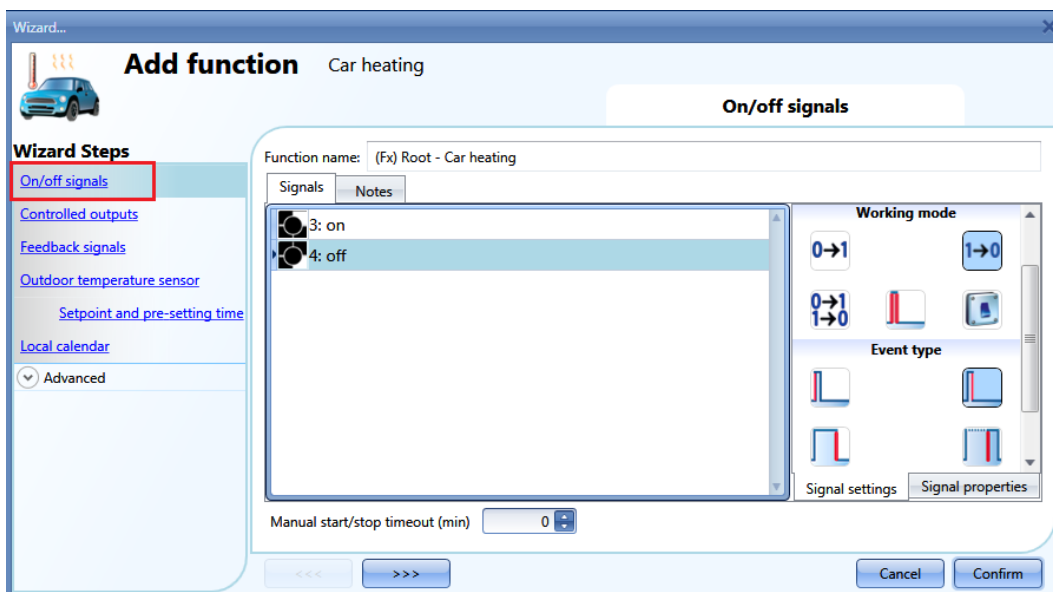 Wizard...
Add function Car heating
On/off signals
Wizard Steps
On/off signals
Controlled outputs
Feedback signals
Outdoor temperature sensor
Setpoint and pre-setting time
Local calendar
Advanced
Function name: (Fx) Root - Car heating
Signals Notes
3: on
4: off
Working mode
0→1 1→0
0→1
1→0
Event type
Signal settings Signal properties
Manual start/stop timeout (min) 0
<<< >>> Cancel Confirm